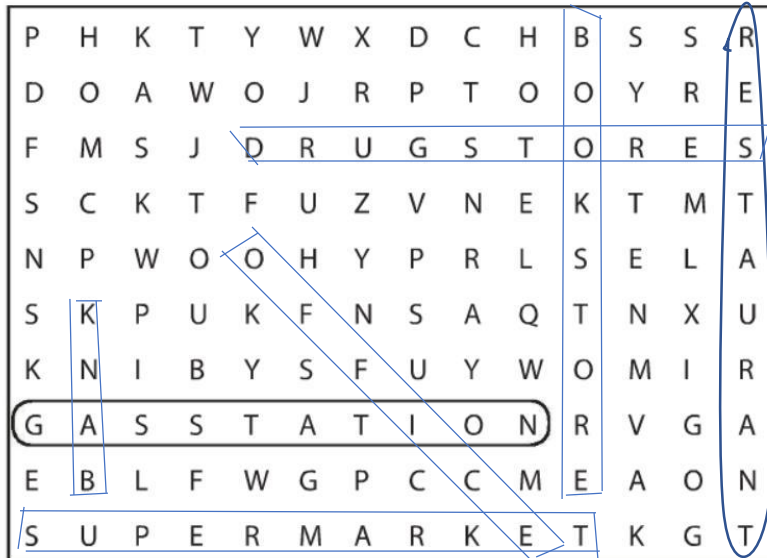 P H K T Y W X D C H B S S R
D O A W O J R P T O O Y R E
F M S J D R U G S T O R E S
S C K T F U Z V N E K T M T
N P W O O H Y P R L S E L A
S K P U K F N S A Q T N X U
K N I B Y S F U Y W O M I R
G A S S T A T I O N R V G A
E B L F W G P C C M E A O N
S U P E R M A R K E T K G T